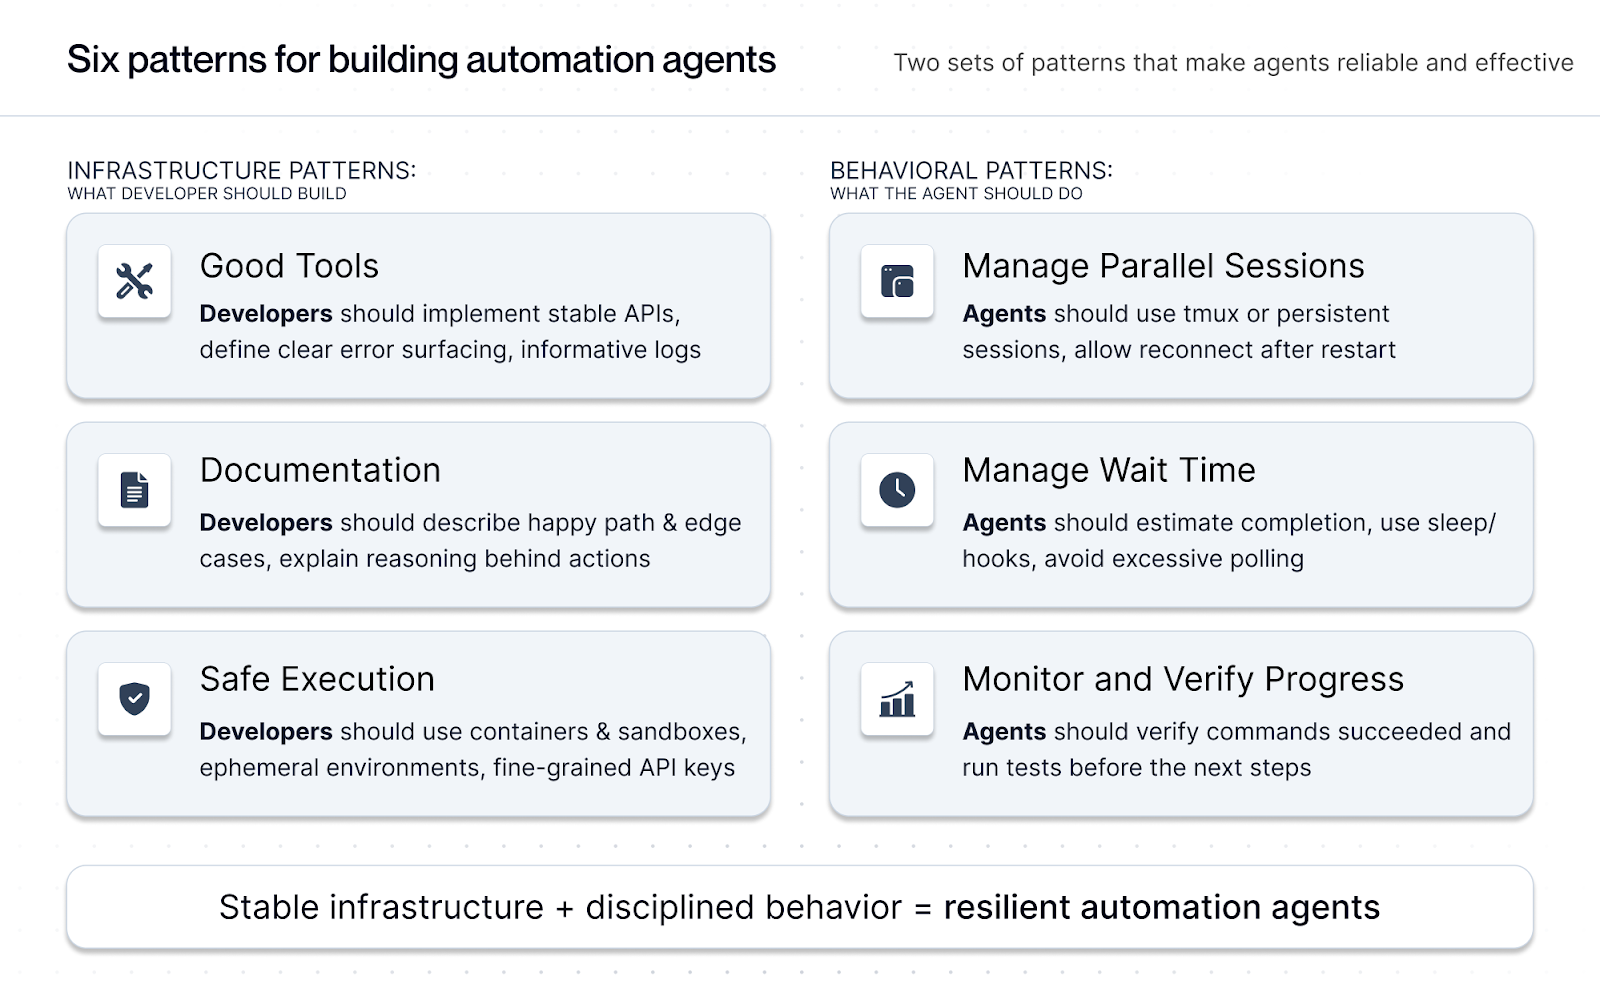 Six patterns for building automation agents
Two sets of patterns that make agents reliable and effective
INFRASTRUCTURE PATTERNS:
WHAT DEVELOPER SHOULD BUILD
Good Tools
Developers should implement stable APIs,
define clear error surfacing, informative logs
Documentation
Developers should describe happy path & edge
cases, explain reasoning behind actions
Safe Execution
Developers should use containers & sandboxes,
ephemeral environments, fine-grained API keys
BEHAVIORAL PATTERNS:
WHAT THE AGENT SHOULD DO
Manage Parallel Sessions
Agents should use tmux or persistent
sessions, allow reconnect after restart
Manage Wait Time
Agents should estimate completion, use sleep/
hooks, avoid excessive polling
Monitor and Verify Progress
Agents should verify commands succeeded and
run tests before the next steps
Stable infrastructure + disciplined behavior = resilient automation agents